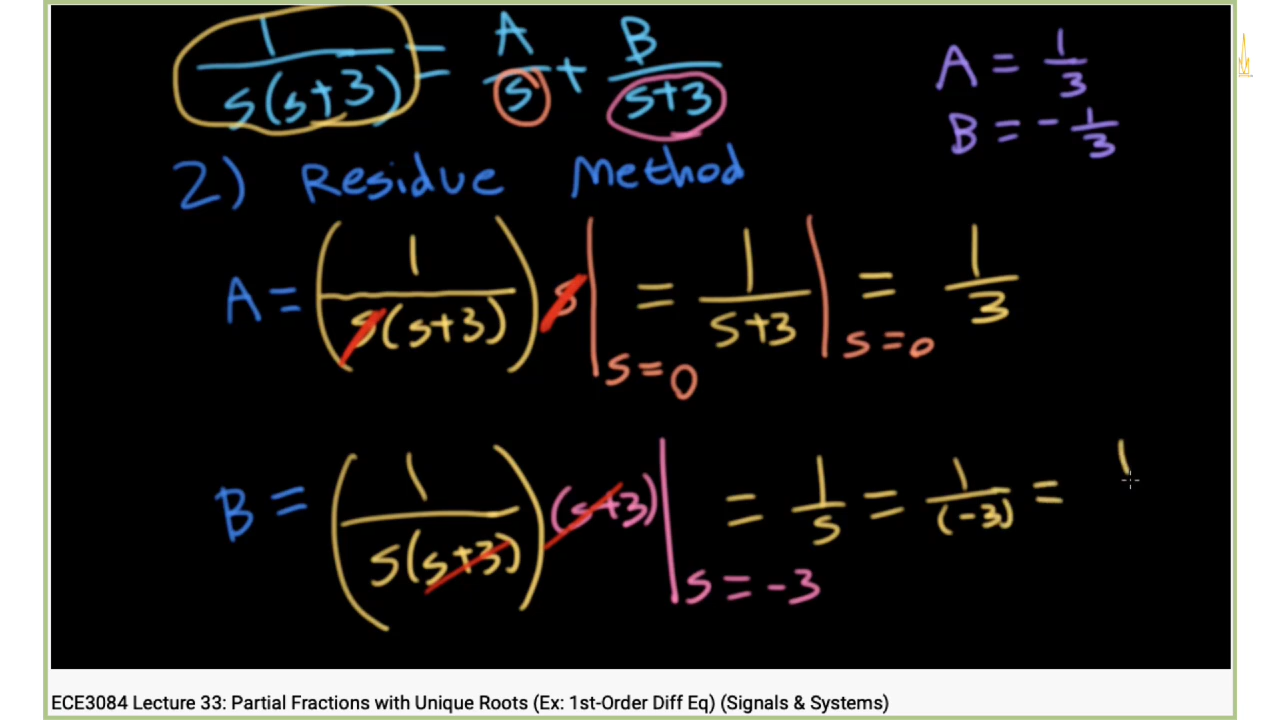 1/(s(s+3)) = A/s + B/(s+3)
A = 1/3
B = -1/3
2) Residue Method
A = (1/(s(s+3))) s |s=0 = 1/(s+3) |s=0 = 1/3
B = (1/(s(s+3))) (s+3) |s=-3 = 1/s = 1/(-3) = 1
ECE3084 Lecture 33: Partial Fractions with Unique Roots (Ex: 1st-Order Diff Eq) (Signals & Systems)